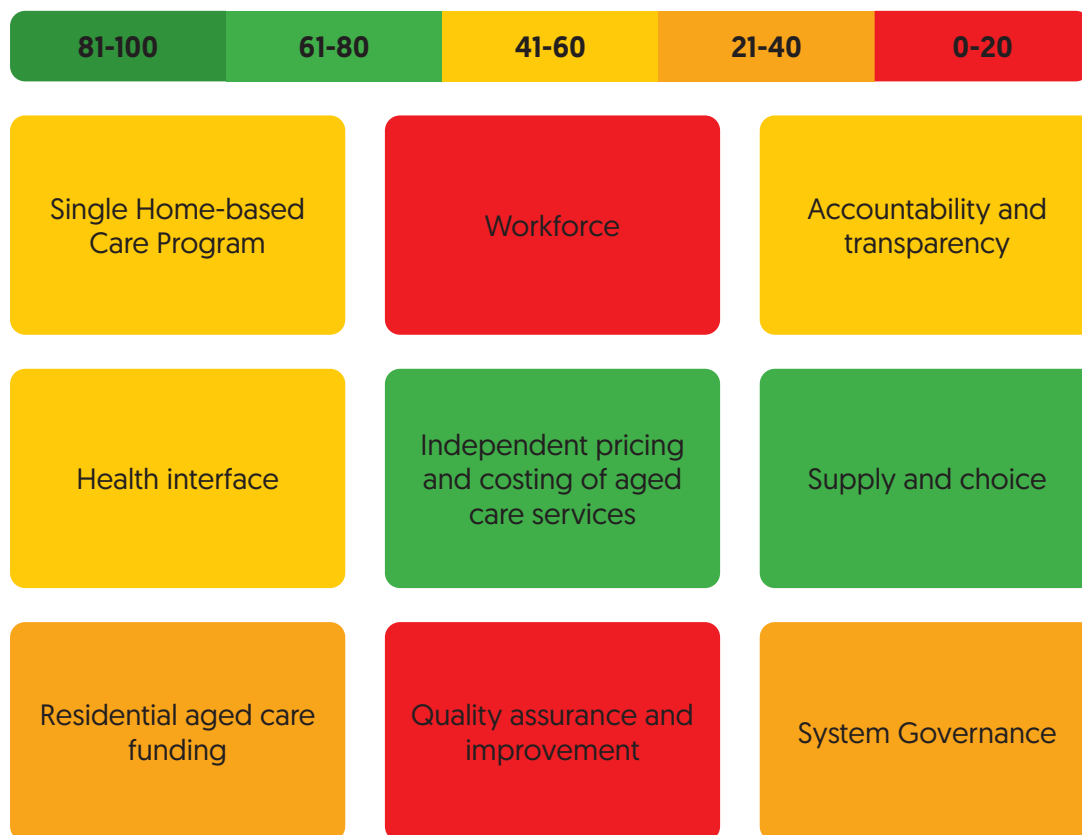 81-100 61-80 41-60 21-40 0-20
Single Home-based
Care Program
Workforce
Accountability and
transparency
Health interface
Independent pricing
and costing of aged
care services
Supply and choice
Residential aged care
funding
Quality assurance and
improvement
System Governance